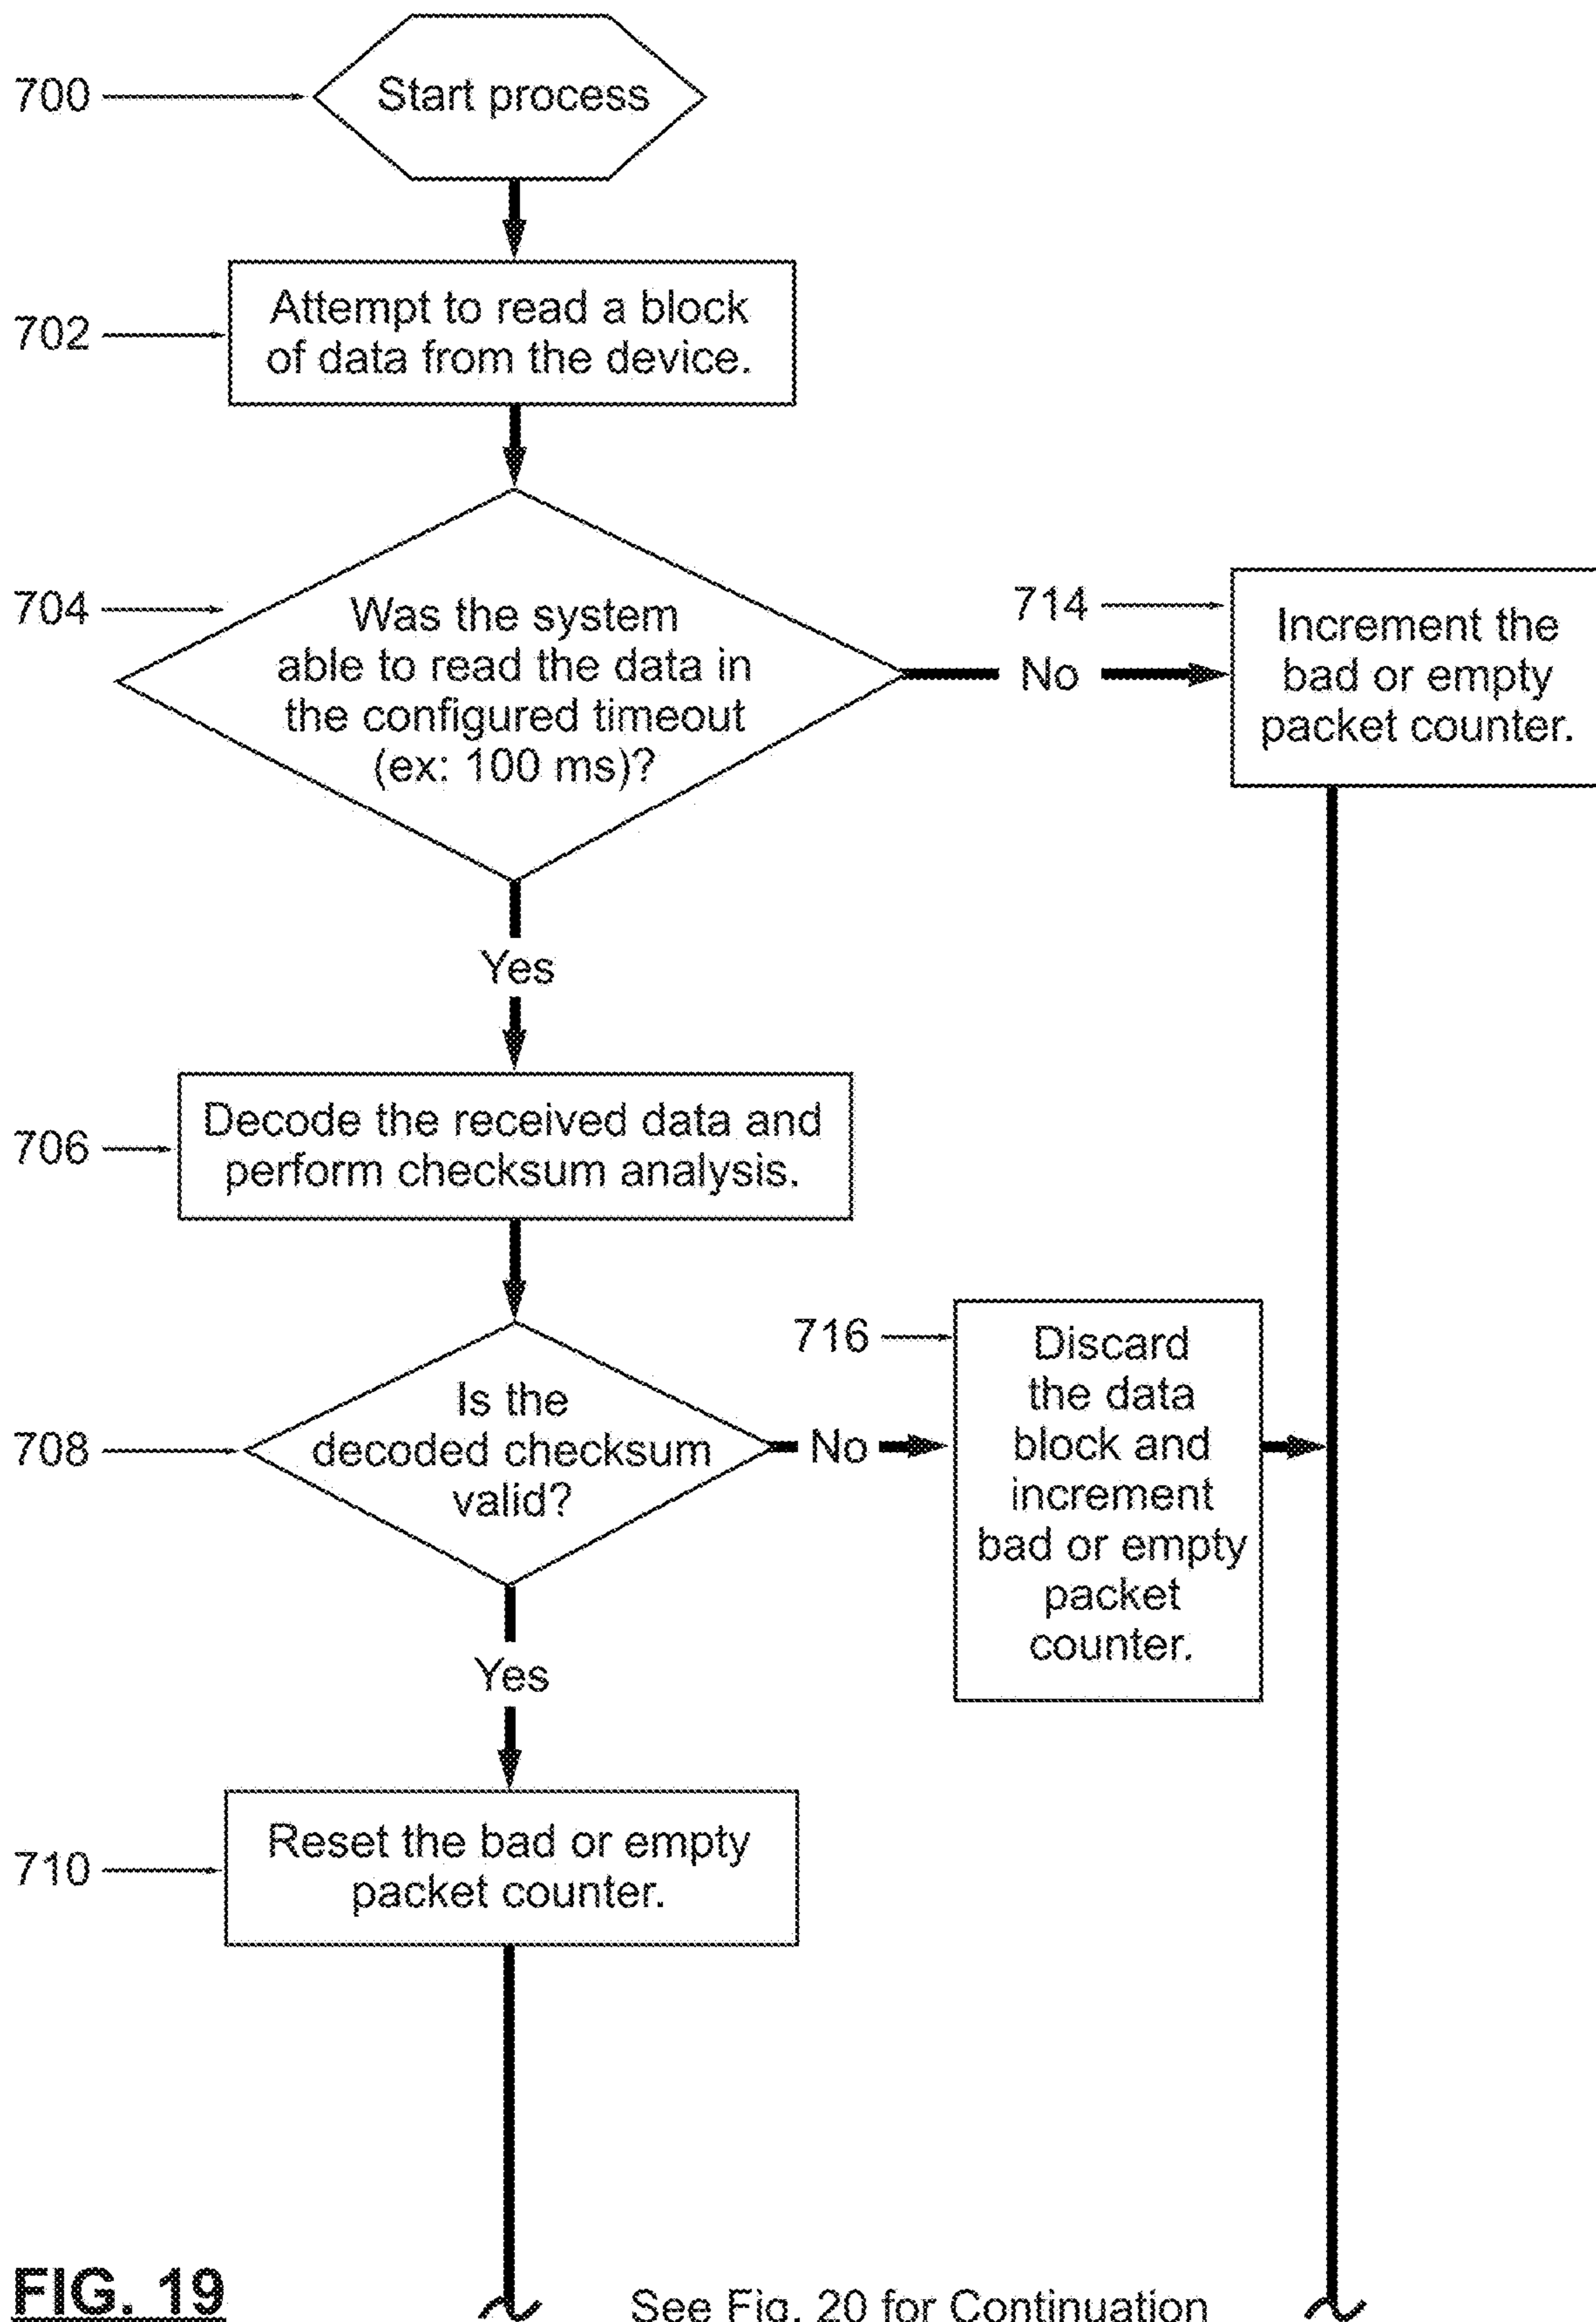 700
Start process
702
Attempt to read a block
of data from the device.
704
Was the system
able to read the data in
the configured timeout
(ex: 100 ms)?
No
714
Increment the
bad or empty
packet counter.
Yes
706
Decode the received data and
perform checksum analysis.
708
Is the
decoded checksum
valid?
No
716
Discard
the data
block and
increment
bad or empty
packet
counter.
Yes
710
Reset the bad or empty
packet counter.
FIG. 19
See Fig. 20 for Continuation